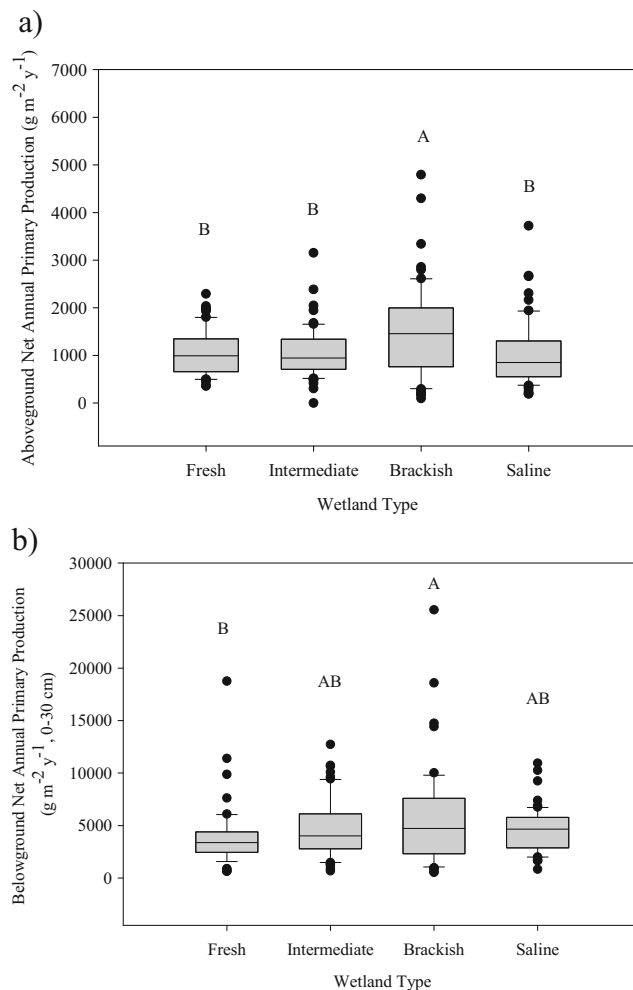 a)
Aboveground Net Annual Primary Production (g m⁻² y⁻¹)
7000
6000
5000
4000
3000
2000
1000
0
B
B
A
B
Fresh Intermediate Brackish Saline
Wetland Type
b)
Belowground Net Annual Primary Production
(g m⁻² y⁻¹, 0-30 cm)
30000
25000
20000
15000
10000
5000
0
B
AB
A
AB
Fresh Intermediate Brackish Saline
Wetland Type